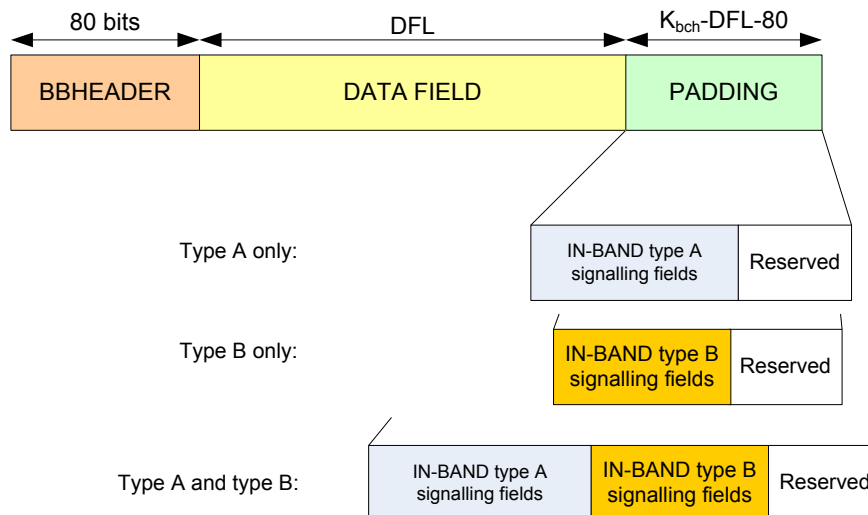 80 bits DFL K_bch-DFL-80
BBHEADER DATA FIELD PADDING
Type A only:
IN-BAND type A
signalling fields
Reserved
Type B only:
IN-BAND type B
signalling fields
Reserved
Type A and type B:
IN-BAND type A
signalling fields
IN-BAND type B
signalling fields
Reserved